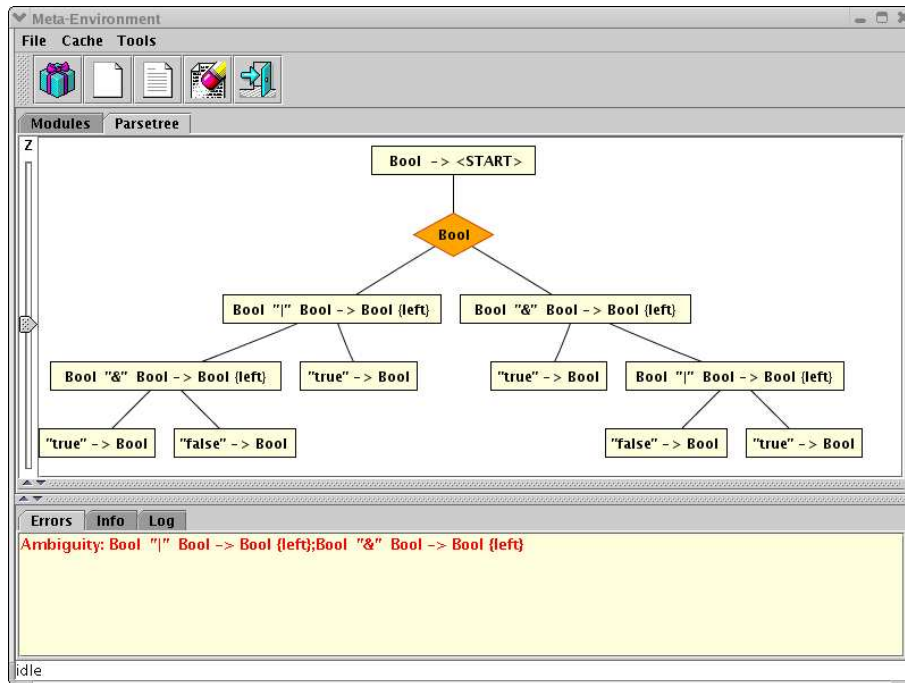 Meta-Environment
File Cache Tools
Modules Parsetree
Z
Bool -> <START>
Bool
Bool "|" Bool -> Bool {left} Bool "&" Bool -> Bool {left}
Bool "&" Bool -> Bool {left} "true" -> Bool "true" -> Bool Bool "|" Bool -> Bool {left}
"true" -> Bool "false" -> Bool "false" -> Bool "true" -> Bool
Errors Info Log
Ambiguity: Bool "|" Bool -> Bool {left};Bool "&" Bool -> Bool {left}
idle